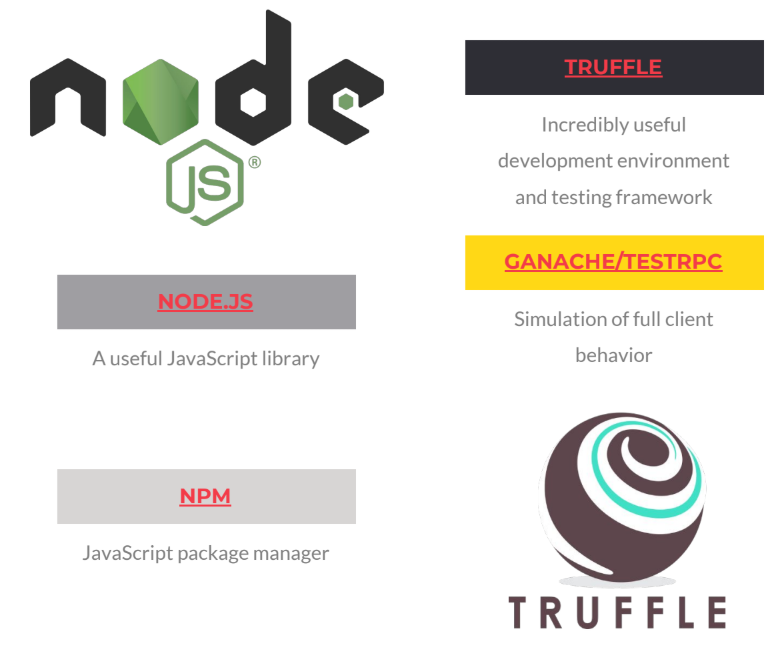 node
JS®
NODE.JS
A useful JavaScript library
NPM
JavaScript package manager
TRUFFLE
Incredibly useful
development environment
and testing framework
GANACHE/TESTRPC
Simulation of full client
behavior
TRUFFLE